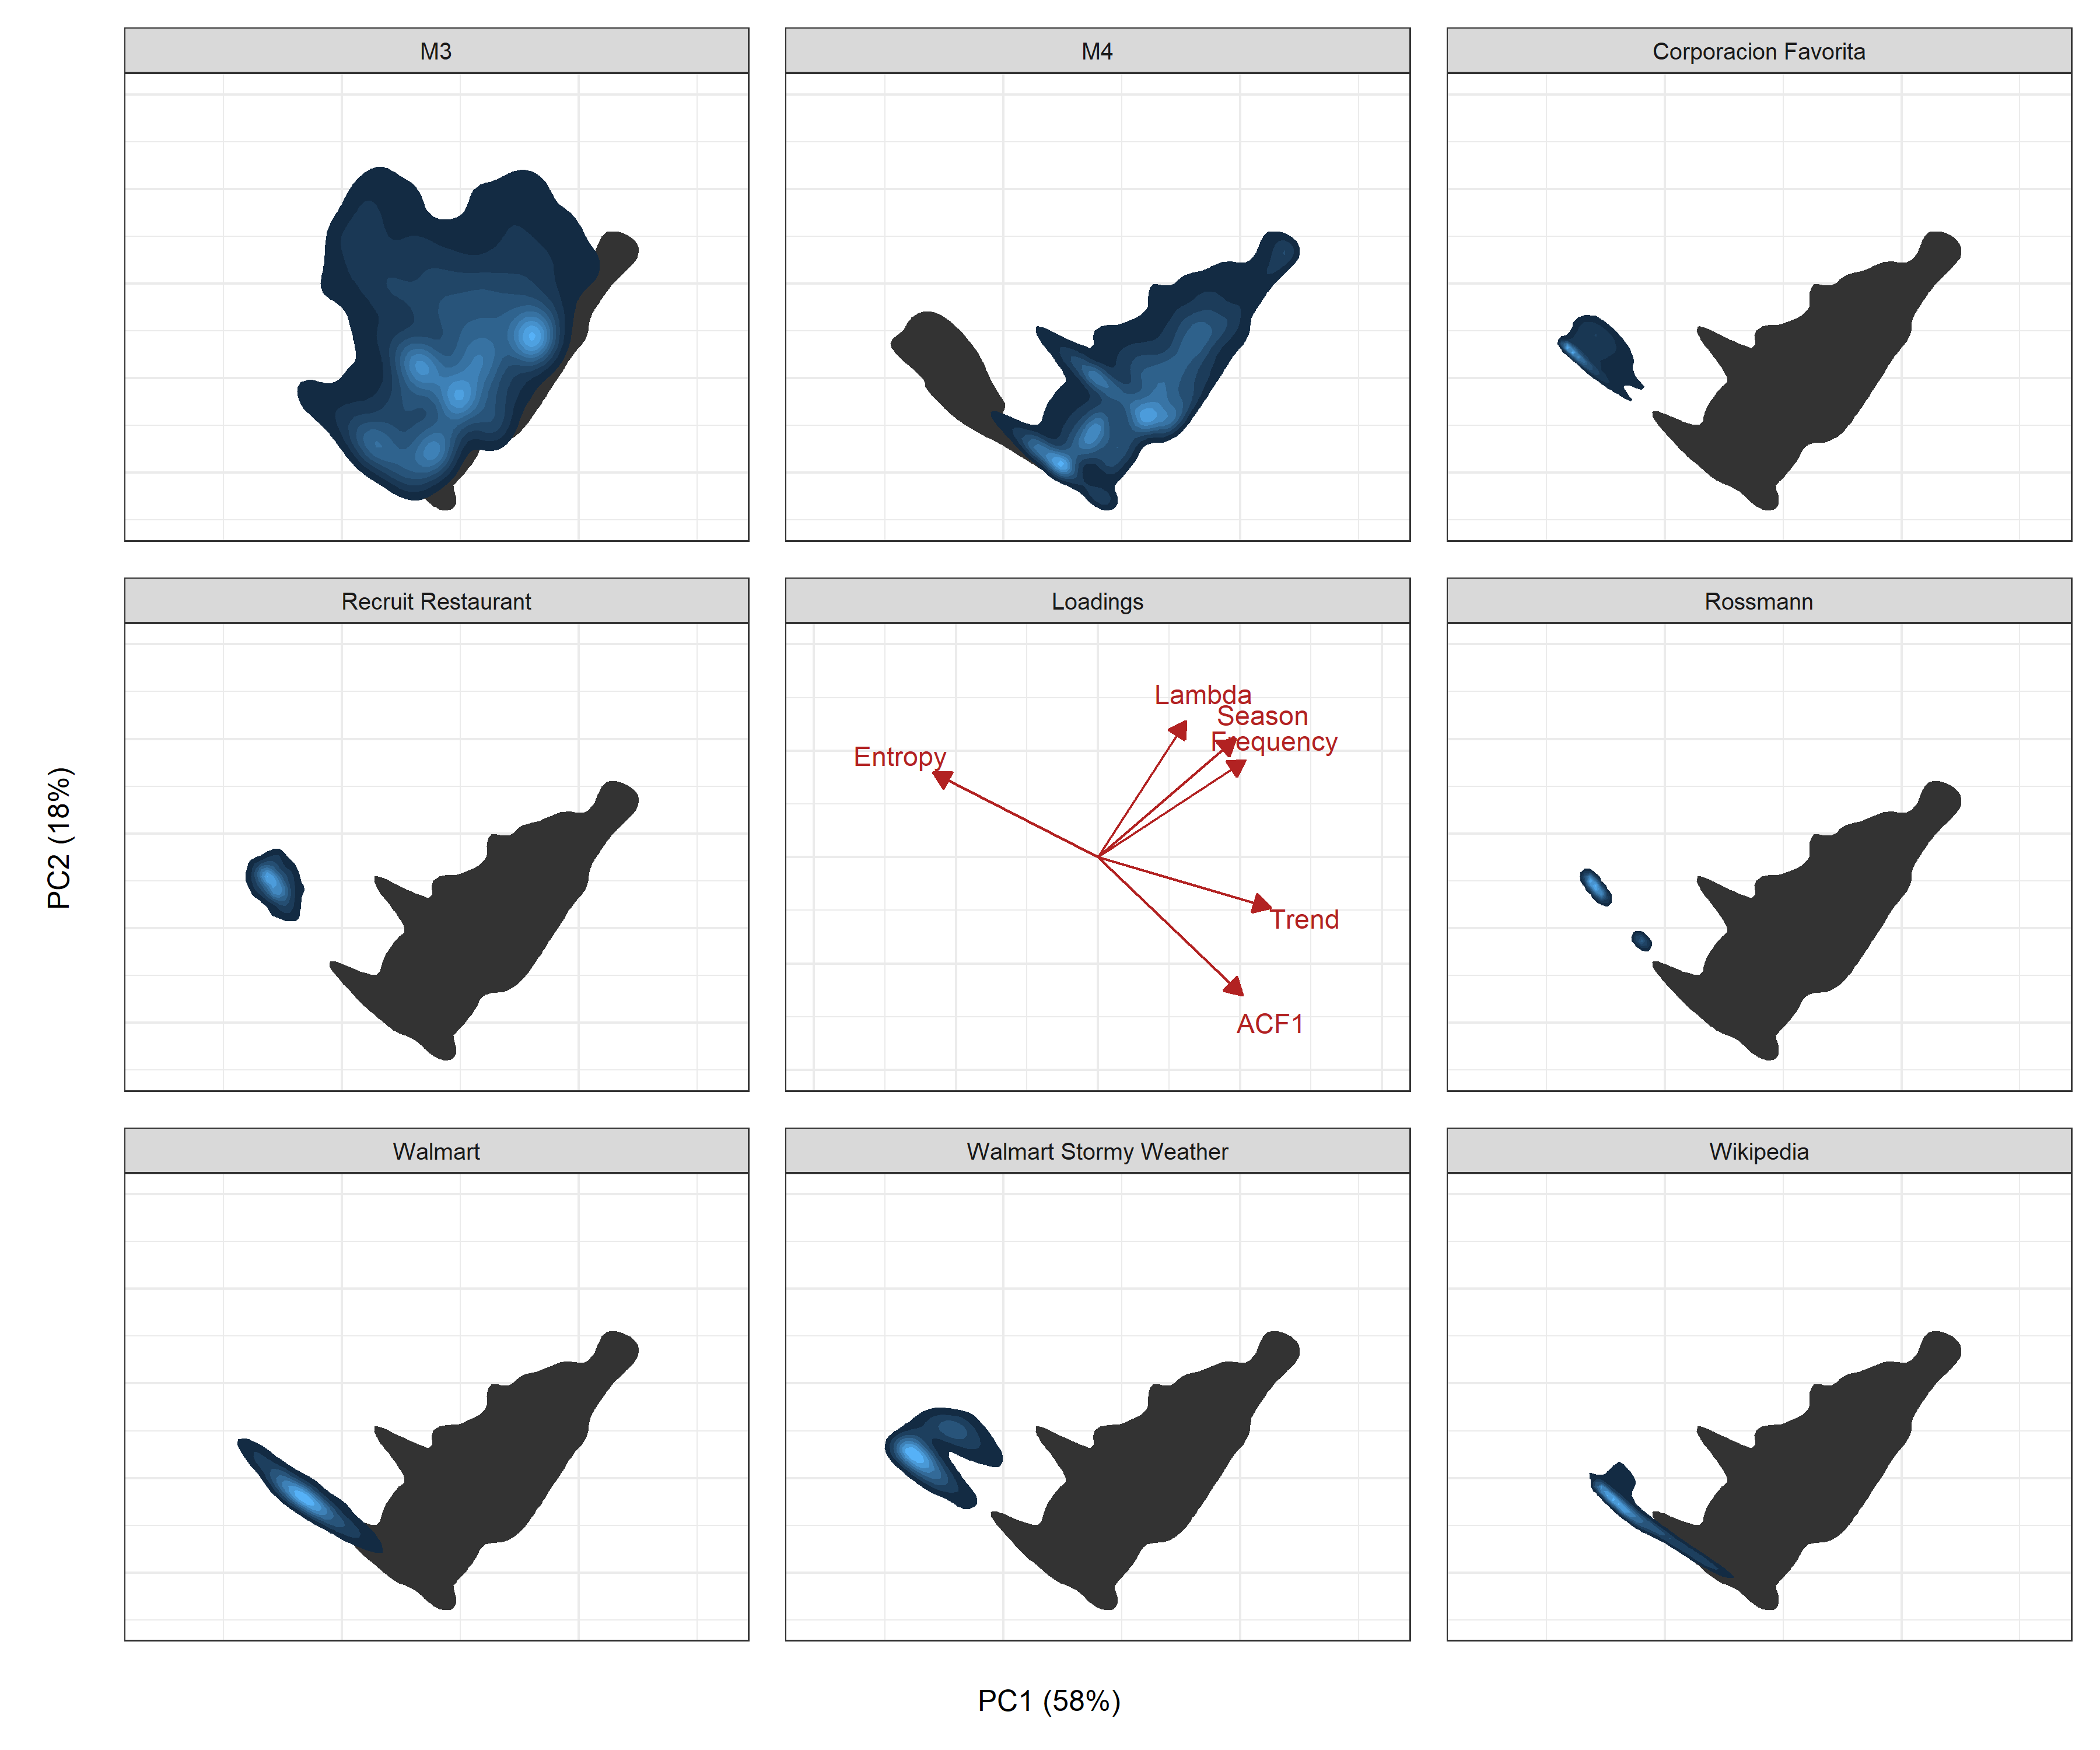 M3
M4
Corporacion Favorita
Recruit Restaurant
Loadings
Rossmann
Lambda
Season
Frequency
Entropy
Trend
ACF1
PC2 (18%)
Walmart
Walmart Stormy Weather
Wikipedia
PC1 (58%)